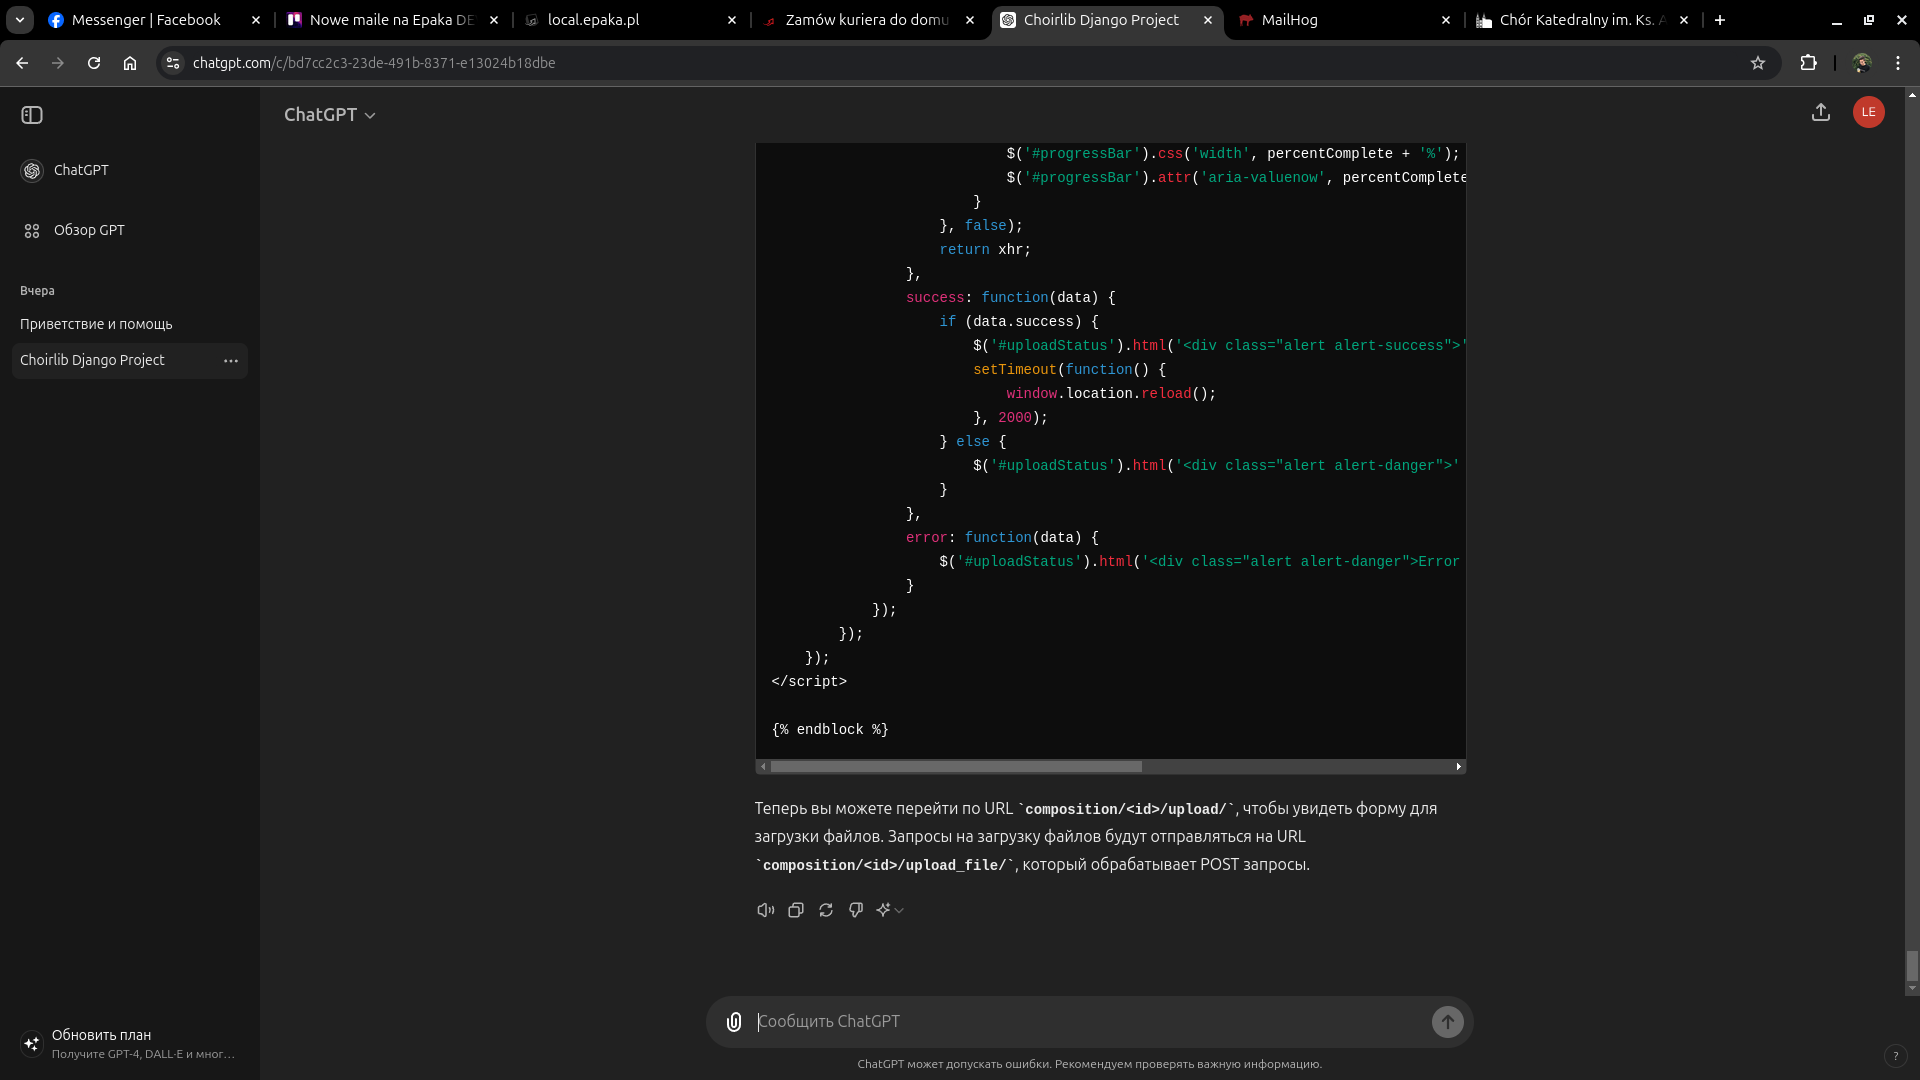 Messenger | Facebook
Nowe maile na Epaka DE
local.epaka.pl
Zamów kuriera do domu
Choirlib Django Project
MailHog
Chór Katedralny im. Ks. A
chatgpt.com/c/bd7cc2c3-23de-491b-8371-e13024b18dbe
ChatGPT
Обзор GPT
Вчера
Приветствие и помощь
Choirlib Django Project
Обновить план
Получите GPT-4, DALL·E и мног…
ChatGPT
LE
$('#progressBar').css('width', percentComplete + '%');
$('#progressBar').attr('aria-valuenow', percentComplete
}
}, false);
return xhr;
},
success: function(data) {
if (data.success) {
$('#uploadStatus').html('<div class="alert alert-success">'
setTimeout(function() {
window.location.reload();
}, 2000);
} else {
$('#uploadStatus').html('<div class="alert alert-danger">'
}
},
error: function(data) {
$('#uploadStatus').html('<div class="alert alert-danger">Error
}
});
});
});
</script>
{% endblock %}
Теперь вы можете перейти по URL `composition/<id>/upload/`, чтобы увидеть форму для
загрузки файлов. Запросы на загрузку файлов будут отправляться на URL
`composition/<id>/upload_file/`, который обрабатывает POST запросы.
Сообщить ChatGPT
ChatGPT может допускать ошибки. Рекомендуем проверять важную информацию.
?